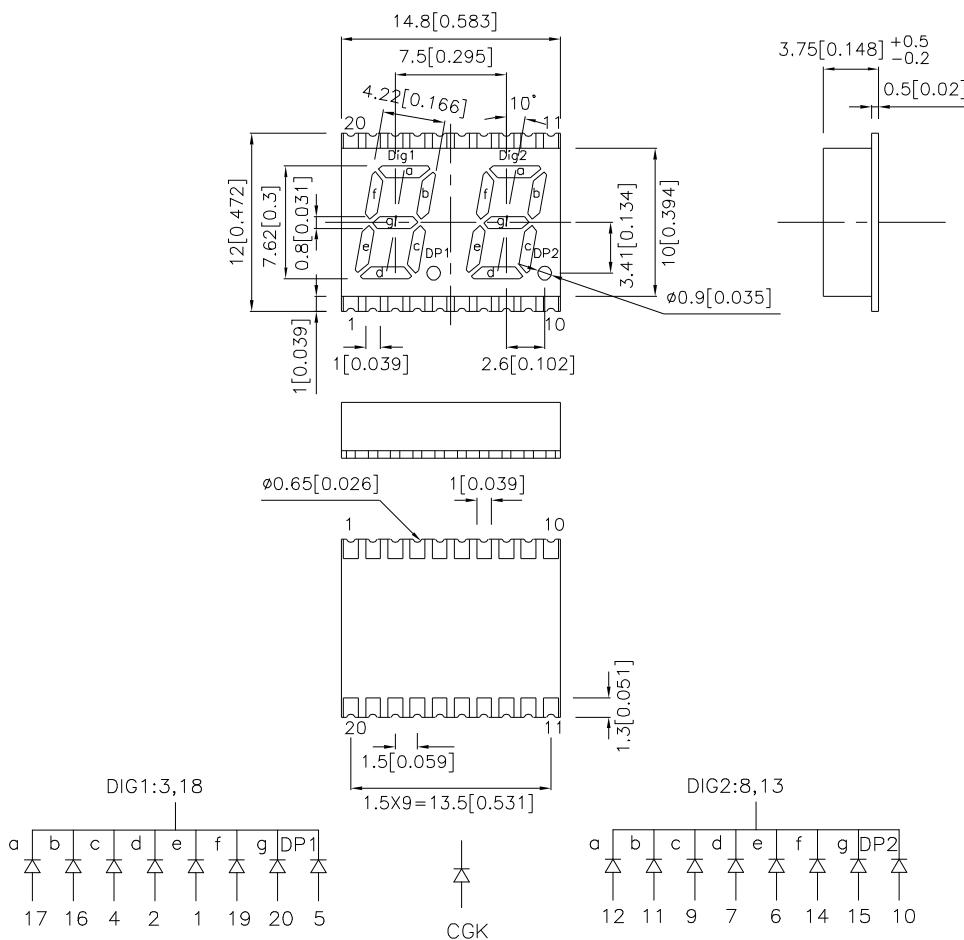 14.8[0.583]
7.5[0.295]
4.22[0.166]
10°
20
11
Dig1
Dig2
a
f
b
g
e
c
d
DP1
a
f
b
g
e
c
d
DP2
12[0.472]
7.62[0.3]
0.8[0.031]
1[0.039]
3.41[0.134]
10[0.394]
ø0.9[0.035]
1
10
1[0.039]
2.6[0.102]
3.75[0.148] +0.5 −0.2
0.5[0.02]
ø0.65[0.026]
1[0.039]
1
10
20
11
1.3[0.051]
1.5[0.059]
1.5X9=13.5[0.531]
DIG1:3,18
a b c d e f g DP1
17 16 4 2 1 19 20 5
CGK
DIG2:8,13
a b c d e f g DP2
12 11 9 7 6 14 15 10